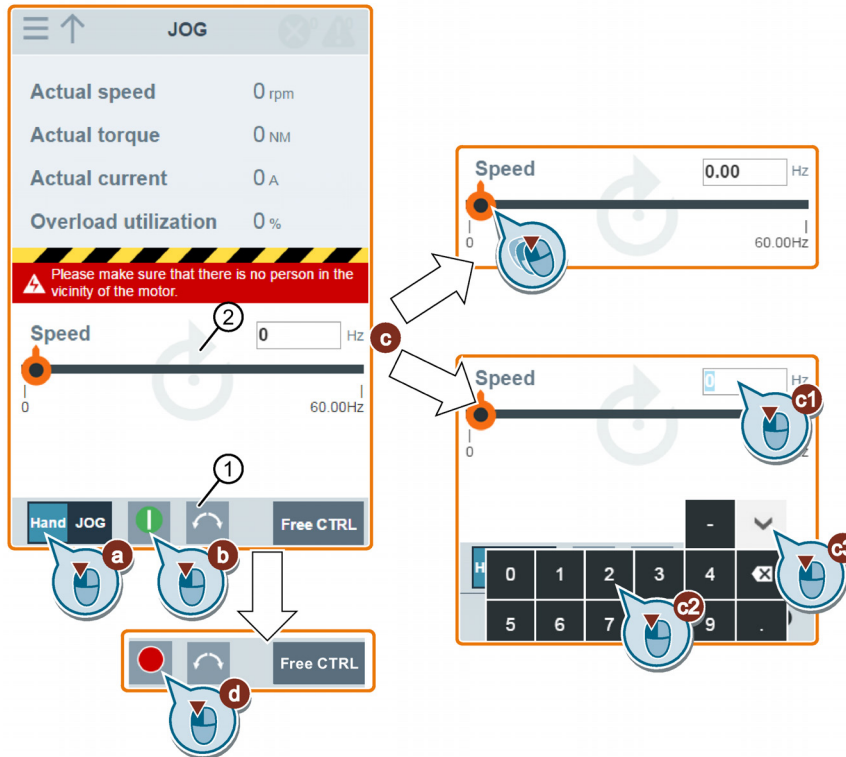 JOG
Actual speed 0 rpm
Actual torque 0 NM
Actual current 0 A
Overload utilization 0 %
Please make sure that there is no person in the
vicinity of the motor.
2
Speed 0 Hz
0 60.00Hz
1
Hand JOG Free CTRL
a b
Free CTRL
d
c
Speed 0.00 Hz
0 60.00Hz
Speed 0 Hz
c1
0
- 
c3
H 0 1 2 3 4
c2
5 6 7 9 .